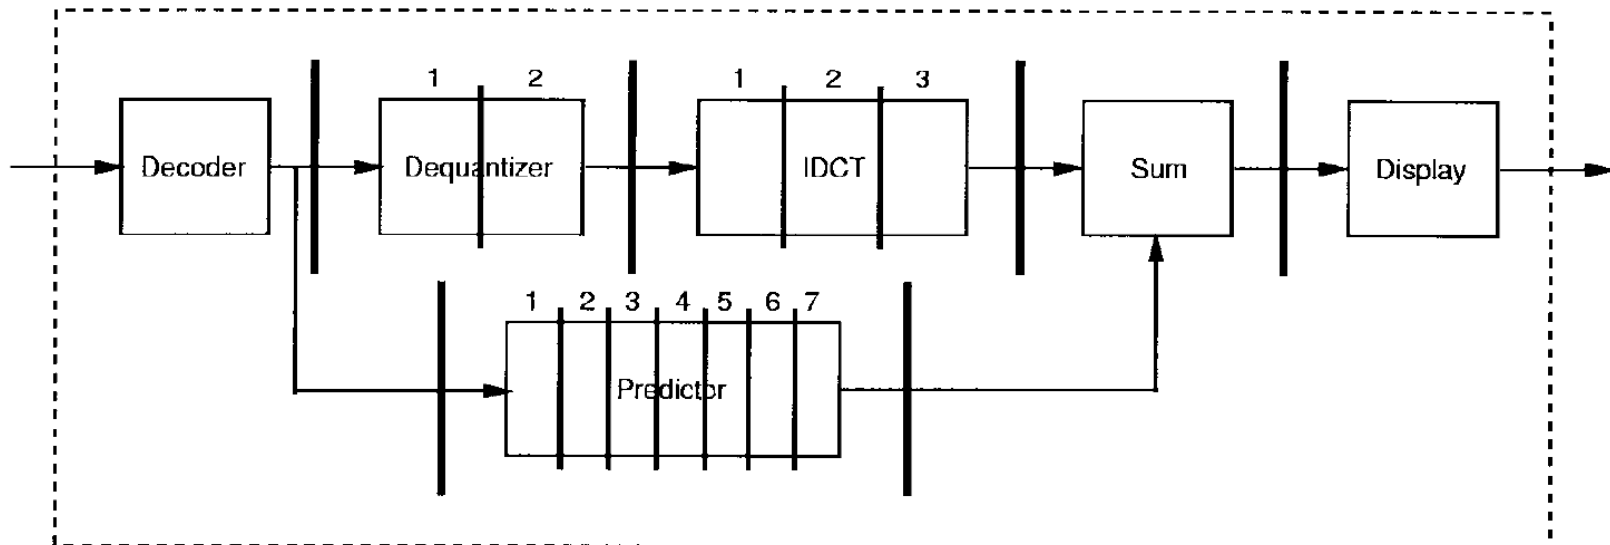 1 2 1 2 3
Decoder Dequantizer IDCT Sum Display
1 2 3 4 5 6 7
Predictor